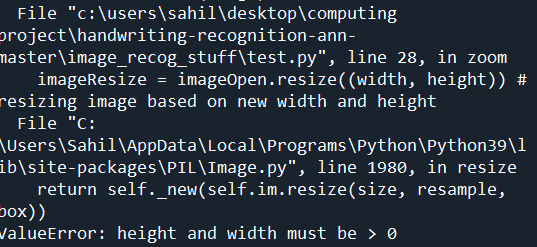 File "c:\users\sahil\desktop\computing
project\handwriting-recognition-ann-
master\image_recog_stuff\test.py", line 28, in zoom
imageResize = imageOpen.resize((width, height)) #
resizing image based on new width and height
File "C:
\Users\Sahil\AppData\Local\Programs\Python\Python39\l
ib\site-packages\PIL\Image.py", line 1980, in resize
return self._new(self.im.resize(size, resample,
box))
ValueError: height and width must be > 0